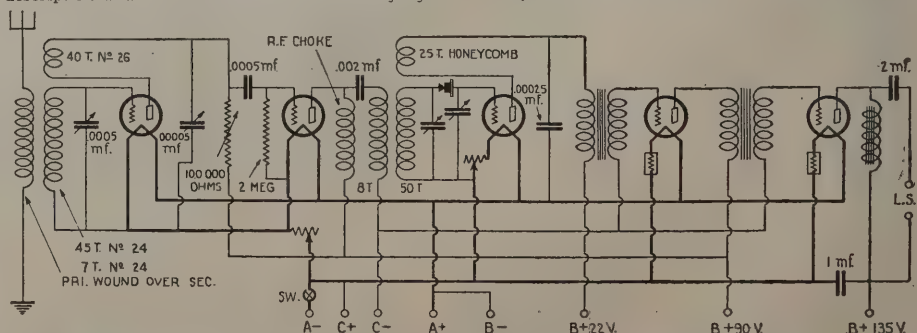 40 T. Nº 26
R.F. CHOKE
.0005 mf.
.002 mf.
25 T. HONEYCOMB
.00025 mf.
2 mf.
.0005 mf.
.00005 mf
100 000 OHMS
2 MEG
8 T
50 T
L.S.
45 T. Nº 24
7 T. Nº 24
PRI. WOUND OVER SEC.
SW.
1 mf.
A–
C+
C–
A+
B–
B+22 V.
B+90 V.
B+135 V.